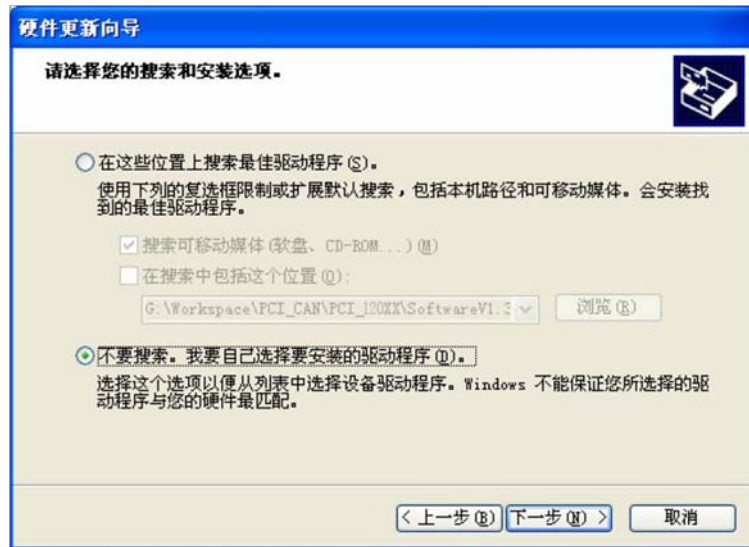 硬件更新向导
请选择您的搜索和安装选项。
在这些位置上搜索最佳驱动程序(S)。
使用下列的复选框限制或扩展默认搜索，包括本机路径和可移动媒体。会安装找
到的最佳驱动程序。
搜索可移动媒体(软盘、CD-ROM...)(M)
在搜索中包括这个位置(O):
G:\Workspace\PCI_CAN\PCI_120XX\SoftwareV1.3
浏览(R)
不要搜索。我要自己选择要安装的驱动程序(D)。
选择这个选项以便从列表中选择设备驱动程序。Windows 不能保证您所选择的驱
动程序与您的硬件最匹配。
< 上一步(B) 下一步(N) > 取消